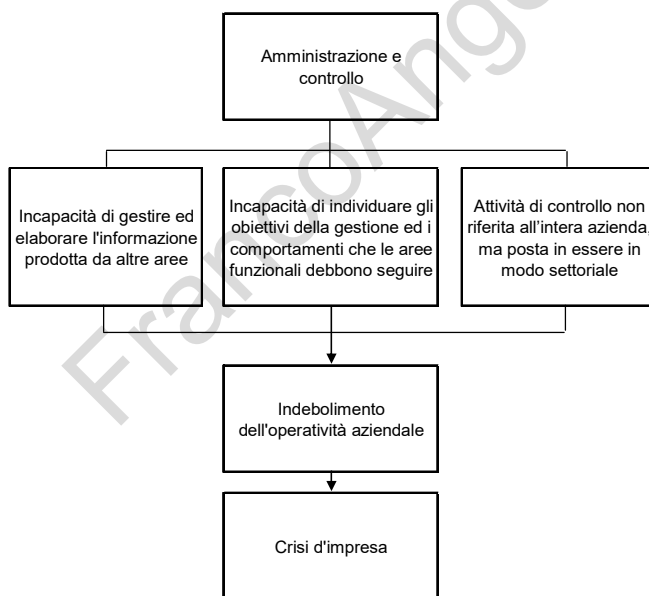 Amministrazione e
controllo
Incapacità di gestire ed
elaborare l'informazione
prodotta da altre aree
Incapacità di individuare gli
obiettivi della gestione ed i
comportamenti che le aree
funzionali debbono seguire
Attività di controllo non
riferita all’intera azienda,
ma posta in essere in
modo settoriale
Indebolimento
dell'operatività aziendale
Crisi d'impresa
FrancoAnge